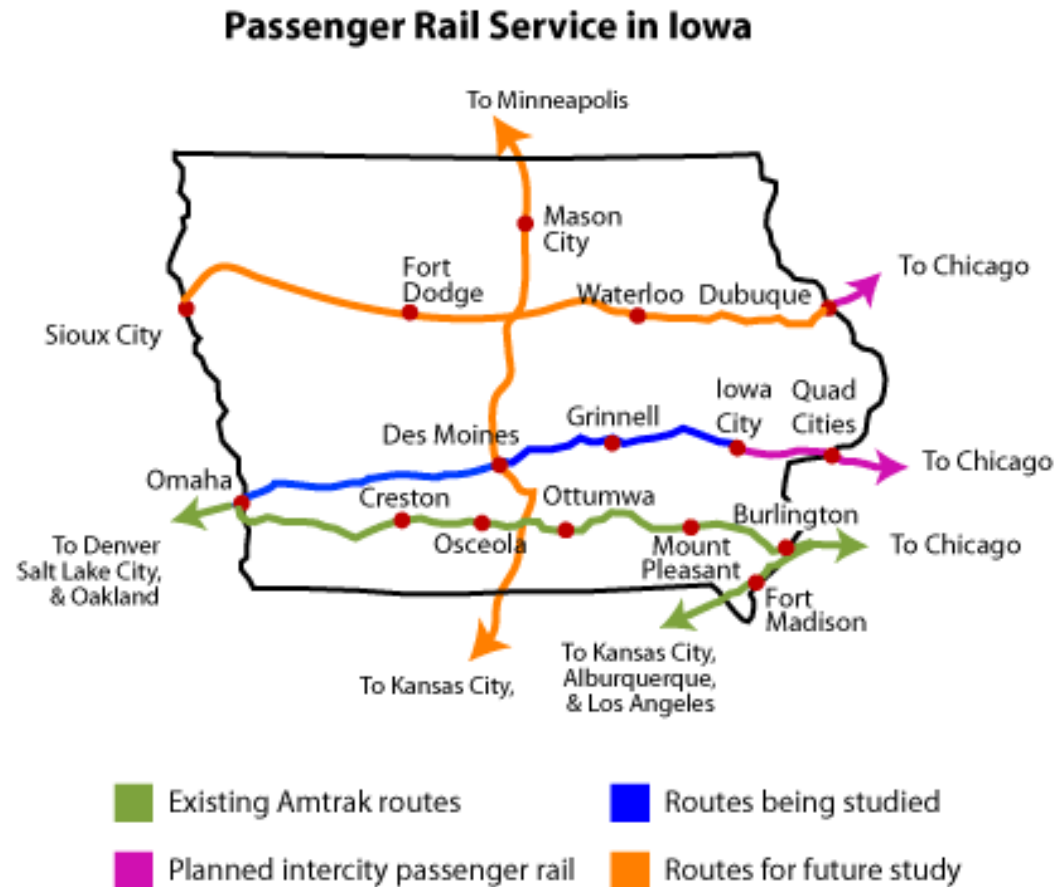 Passenger Rail Service in Iowa
To Minneapolis
Mason
City
To Chicago
Fort
Dodge
Waterloo
Dubuque
Sioux City
Iowa
City
Quad
Cities
Grinnell
Des Moines
To Chicago
Omaha
Creston
Ottumwa
Burlington
Osceola
Mount
Pleasant
To Chicago
To Denver
Salt Lake City,
& Oakland
Fort
Madison
To Kansas City,
Alburquerque,
& Los Angeles
To Kansas City,
Existing Amtrak routes
Routes being studied
Planned intercity passenger rail
Routes for future study